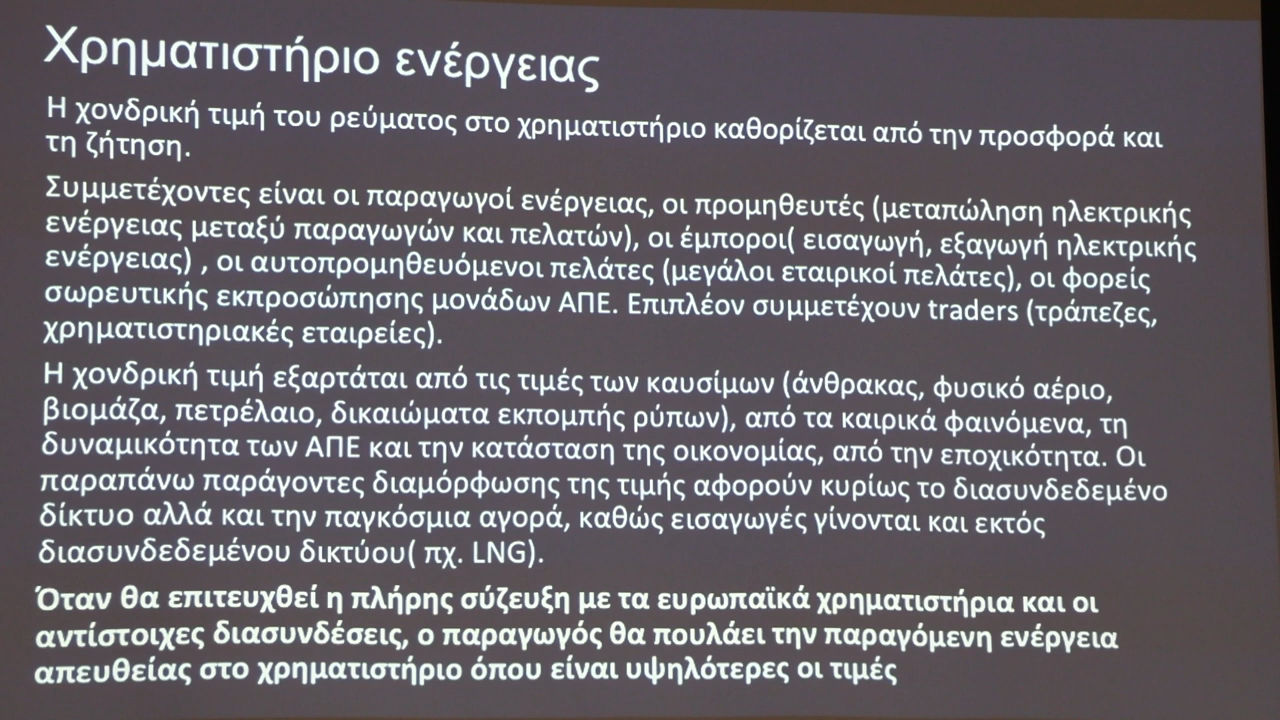 Χρηματιστήριο ενέργειας
Η χονδρική τιμή του ρεύματος στο χρηματιστήριο καθορίζεται από την προσφορά και
τη ζήτηση.
Συμμετέχοντες είναι οι παραγωγοί ενέργειας, οι προμηθευτές (μεταπώληση ηλεκτρικής
ενέργειας μεταξύ παραγωγών και πελατών), οι έμποροι( εισαγωγή, εξαγωγή ηλεκτρικής
ενέργειας) , οι αυτοπρομηθευόμενοι πελάτες (μεγάλοι εταιρικοί πελάτες), οι φορείς
σωρευτικής εκπροσώπησης μονάδων ΑΠΕ. Επιπλέον συμμετέχουν traders (τράπεζες,
χρηματιστηριακές εταιρείες).
Η χονδρική τιμή εξαρτάται από τις τιμές των καυσίμων (άνθρακας, φυσικό αέριο,
βιομάζα, πετρέλαιο, δικαιώματα εκπομπής ρύπων), από τα καιρικά φαινόμενα, τη
δυναμικότητα των ΑΠΕ και την κατάσταση της οικονομίας, από την εποχικότητα. Οι
παραπάνω παράγοντες διαμόρφωσης της τιμής αφορούν κυρίως το διασυνδεδεμένο
δίκτυο αλλά και την παγκόσμια αγορά, καθώς εισαγωγές γίνονται και εκτός
διασυνδεδεμένου δικτύου( πχ. LNG).
Όταν θα επιτευχθεί η πλήρης σύζευξη με τα ευρωπαϊκά χρηματιστήρια και οι
αντίστοιχες διασυνδέσεις, ο παραγωγός θα πουλάει την παραγόμενη ενέργεια
απευθείας στο χρηματιστήριο όπου είναι υψηλότερες οι τιμές